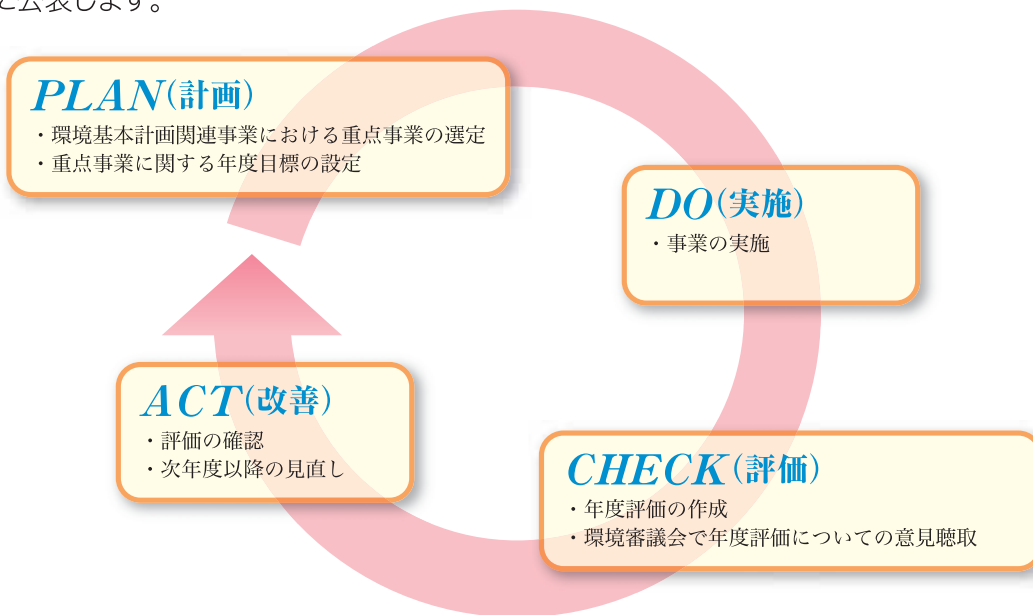 に公表します。
PLAN(計画)
・環境基本計画関連事業における重点事業の選定
・重点事業に関する年度目標の設定
DO(実施)
・事業の実施
ACT(改善)
・評価の確認
・次年度以降の見直し
CHECK(評価)
・年度評価の作成
・環境審議会で年度評価についての意見聴取